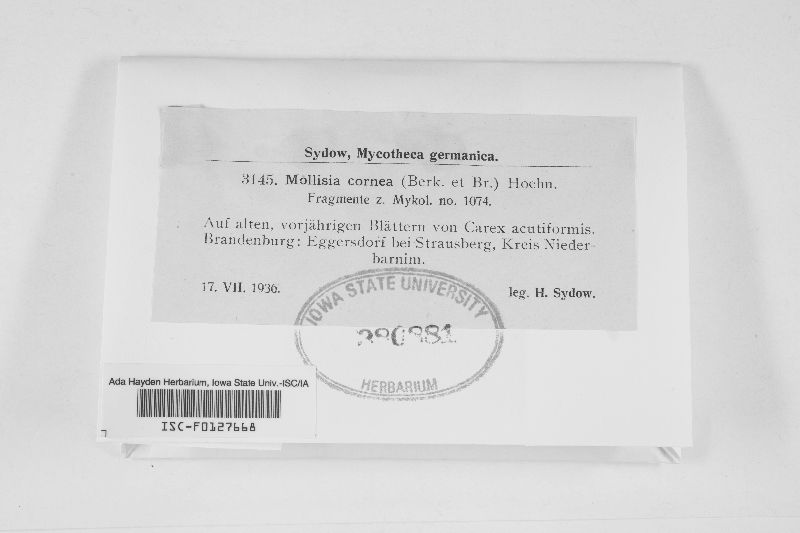 Sydow, Mycotheca germanica.
3145. Mollisia cornea (Berk. et Br.) Hoehn.
Fragmente z. Mykol. no. 1074.
Auf alten, vorjährigen Blättern von Carex acutiformis.
Brandenburg: Eggersdorf bei Strausberg, Kreis Nieder-
barnim.
17. VII. 1936. leg. H. Sydow.
IOWA STATE UNIVERSITY
HERBARIUM
Ada Hayden Herbarium, Iowa State Univ.-ISC/IA
ISC-F0127668